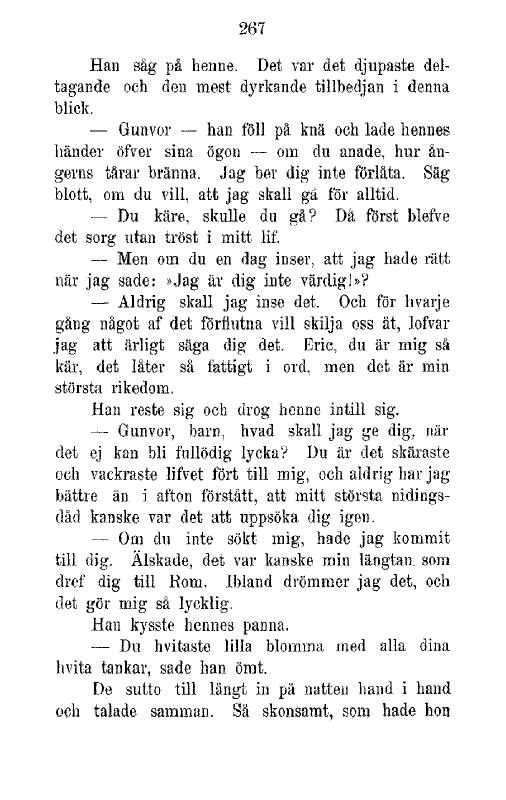 267
Han såg på henne. Det var det djupaste del-
tagande och den mest dyrkande tillbedjan i denna
blick.
— Gunvor — han föll på knä och lade hennes
händer öfver sina ögon — om du anade, hur ån-
gerns tårar bränna. Jag ber dig inte förlåta. Säg
blott, om du vill, att jag skall gå för alltid.
— Du käre, skulle du gå? Då först blefve
det sorg utan tröst i mitt lif.
— Men om du en dag inser, att jag hade rätt
när jag sade: »Jag är dig inte värdig!»?
— Aldrig skall jag inse det. Och för hvarje
gång något af det förflutna vill skilja oss åt, lofvar
jag att ärligt säga dig det. Eric, du är mig så
kär, det låter så fattigt i ord, men det är min
största rikedom.
Han reste sig och drog henne intill sig.
— Gunvor, barn, hvad skall jag ge dig, när
det ej kan bli fullödig lycka? Du är det skäraste
och vackraste lifvet fört till mig, och aldrig har jag
bättre än i afton förstått, att mitt största nidings-
dåd kanske var det att uppsöka dig igen.
— Om du inte sökt mig, hade jag kommit
till dig. Älskade, det var kanske min längtan som
dref dig till Rom. Ibland drömmer jag det, och
det gör mig så lycklig.
Han kysste hennes panna.
— Du hvitaste lilla blomma med alla dina
hvita tankar, sade han ömt.
De sutto till långt in på natten hand i hand
och talade samman. Så skonsamt, som hade hon